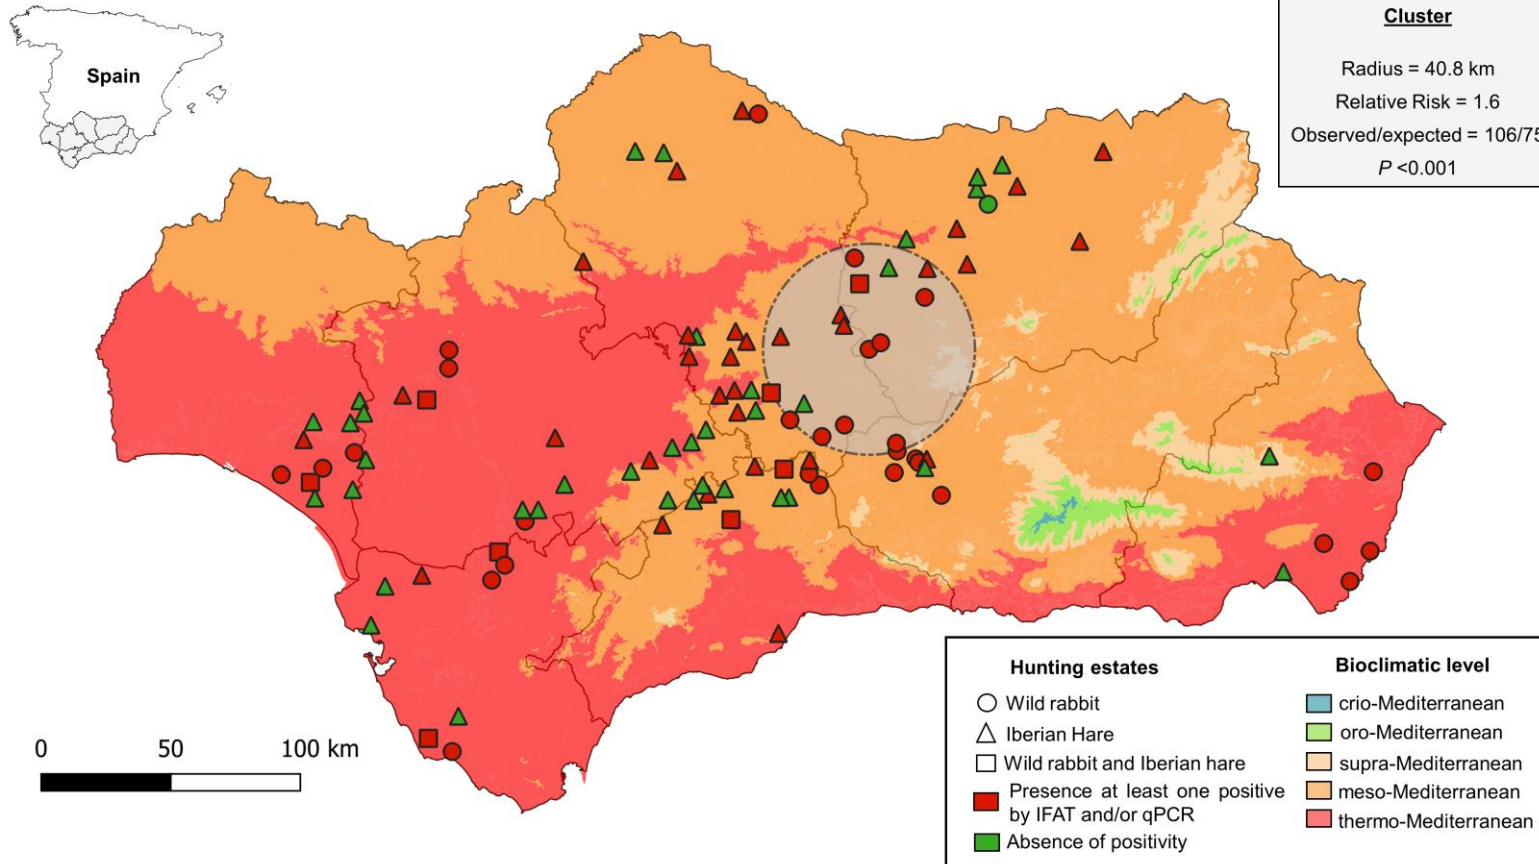 Spain
Cluster
Radius = 40.8 km
Relative Risk = 1.6
Observed/expected = 106/75
P <0.001
0 50 100 km
Hunting estates
Wild rabbit
Iberian Hare
Wild rabbit and Iberian hare
Presence at least one positive
by IFAT and/or qPCR
Absence of positivity
Bioclimatic level
crio-Mediterranean
oro-Mediterranean
supra-Mediterranean
meso-Mediterranean
thermo-Mediterranean